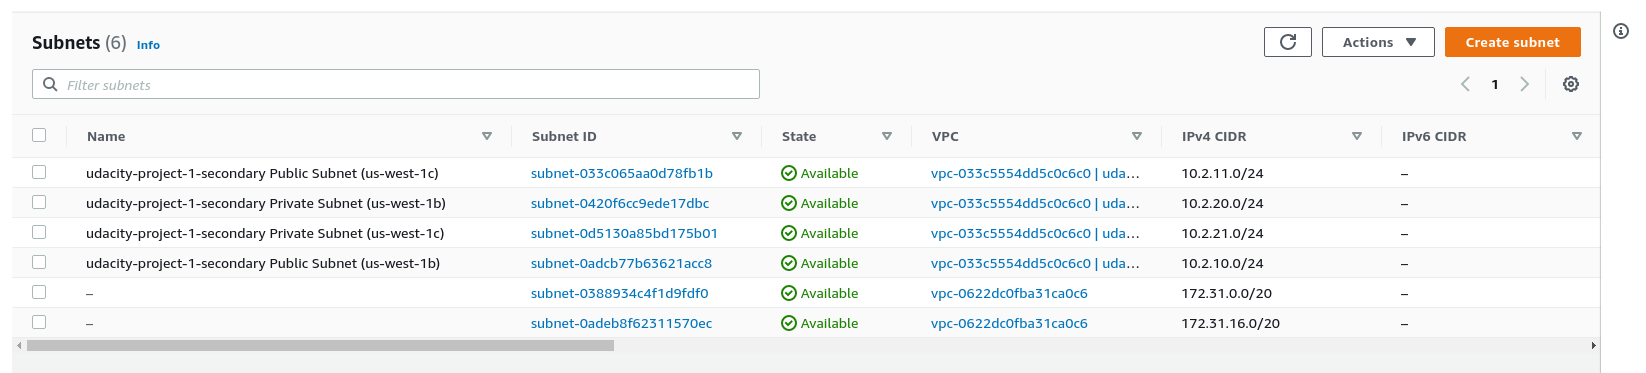 Subnets (6) Info
Actions
Create subnet
Filter subnets
1
Name Subnet ID State VPC IPv4 CIDR IPv6 CIDR
udacity-project-1-secondary Public Subnet (us-west-1c) subnet-033c065aa0d78fb1b Available vpc-033c5554dd5c0c6c0 | uda… 10.2.11.0/24 –
udacity-project-1-secondary Private Subnet (us-west-1b) subnet-0420f6cc9ede17dbc Available vpc-033c5554dd5c0c6c0 | uda… 10.2.20.0/24 –
udacity-project-1-secondary Private Subnet (us-west-1c) subnet-0d5130a85bd175b01 Available vpc-033c5554dd5c0c6c0 | uda… 10.2.21.0/24 –
udacity-project-1-secondary Public Subnet (us-west-1b) subnet-0adcb77b63621acc8 Available vpc-033c5554dd5c0c6c0 | uda… 10.2.10.0/24 –
– subnet-0388934c4f1d9fdf0 Available vpc-0622dc0fba31ca0c6 172.31.0.0/20 –
– subnet-0adeb8f62311570ec Available vpc-0622dc0fba31ca0c6 172.31.16.0/20 –